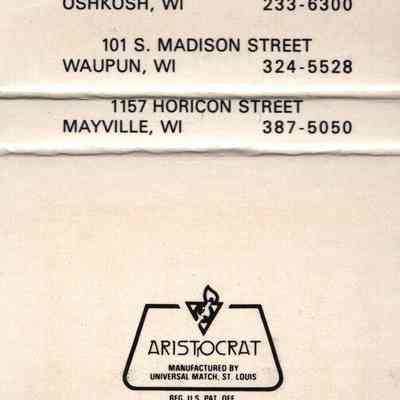 OSHKOSH, WI 233-6300
101 S. MADISON STREET
WAUPUN, WI 324-5528
1157 HORICON STREET
MAYVILLE, WI 387-5050
ARISTOCRAT
MANUFACTURED BY
UNIVERSAL MATCH, ST. LOUIS
REG. U.S. PAT. OFF.